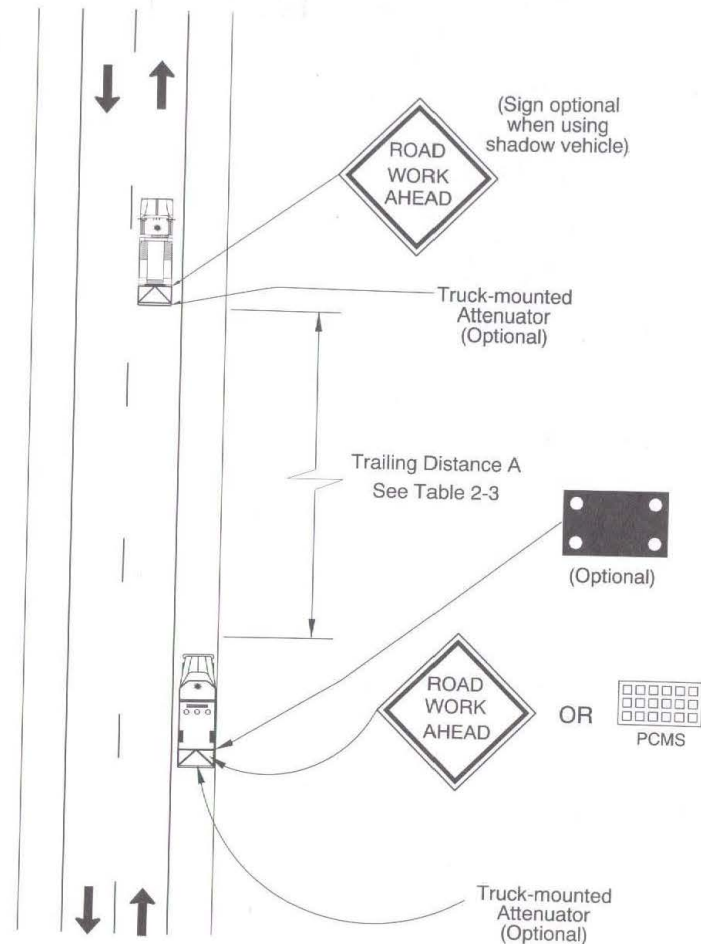 (Sign optional
when using
shadow vehicle)
ROAD
WORK
AHEAD
Truck-mounted
Attenuator
(Optional)
Trailing Distance A
See Table 2-3
(Optional)
ROAD
WORK
AHEAD
OR
PCMS
Truck-mounted
Attenuator
(Optional)